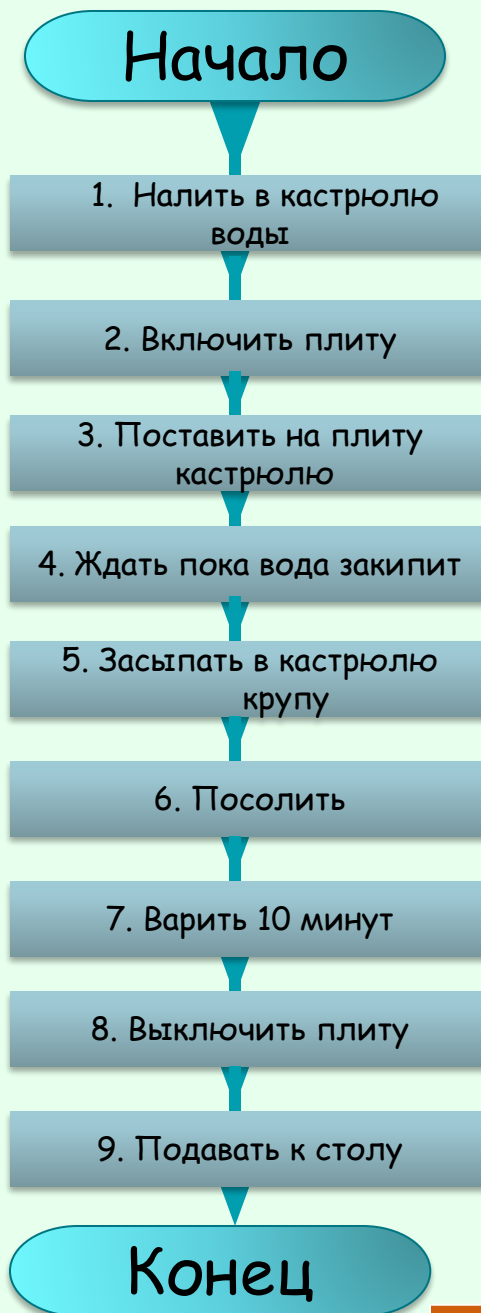 Начало
1. Налить в кастрюлю
воды
2. Включить плиту
3. Поставить на плиту
кастрюлю
4. Ждать пока вода закипит
5. Засыпать в кастрюлю
крупу
6. Посолить
7. Варить 10 минут
8. Выключить плиту
9. Подавать к столу
Конец